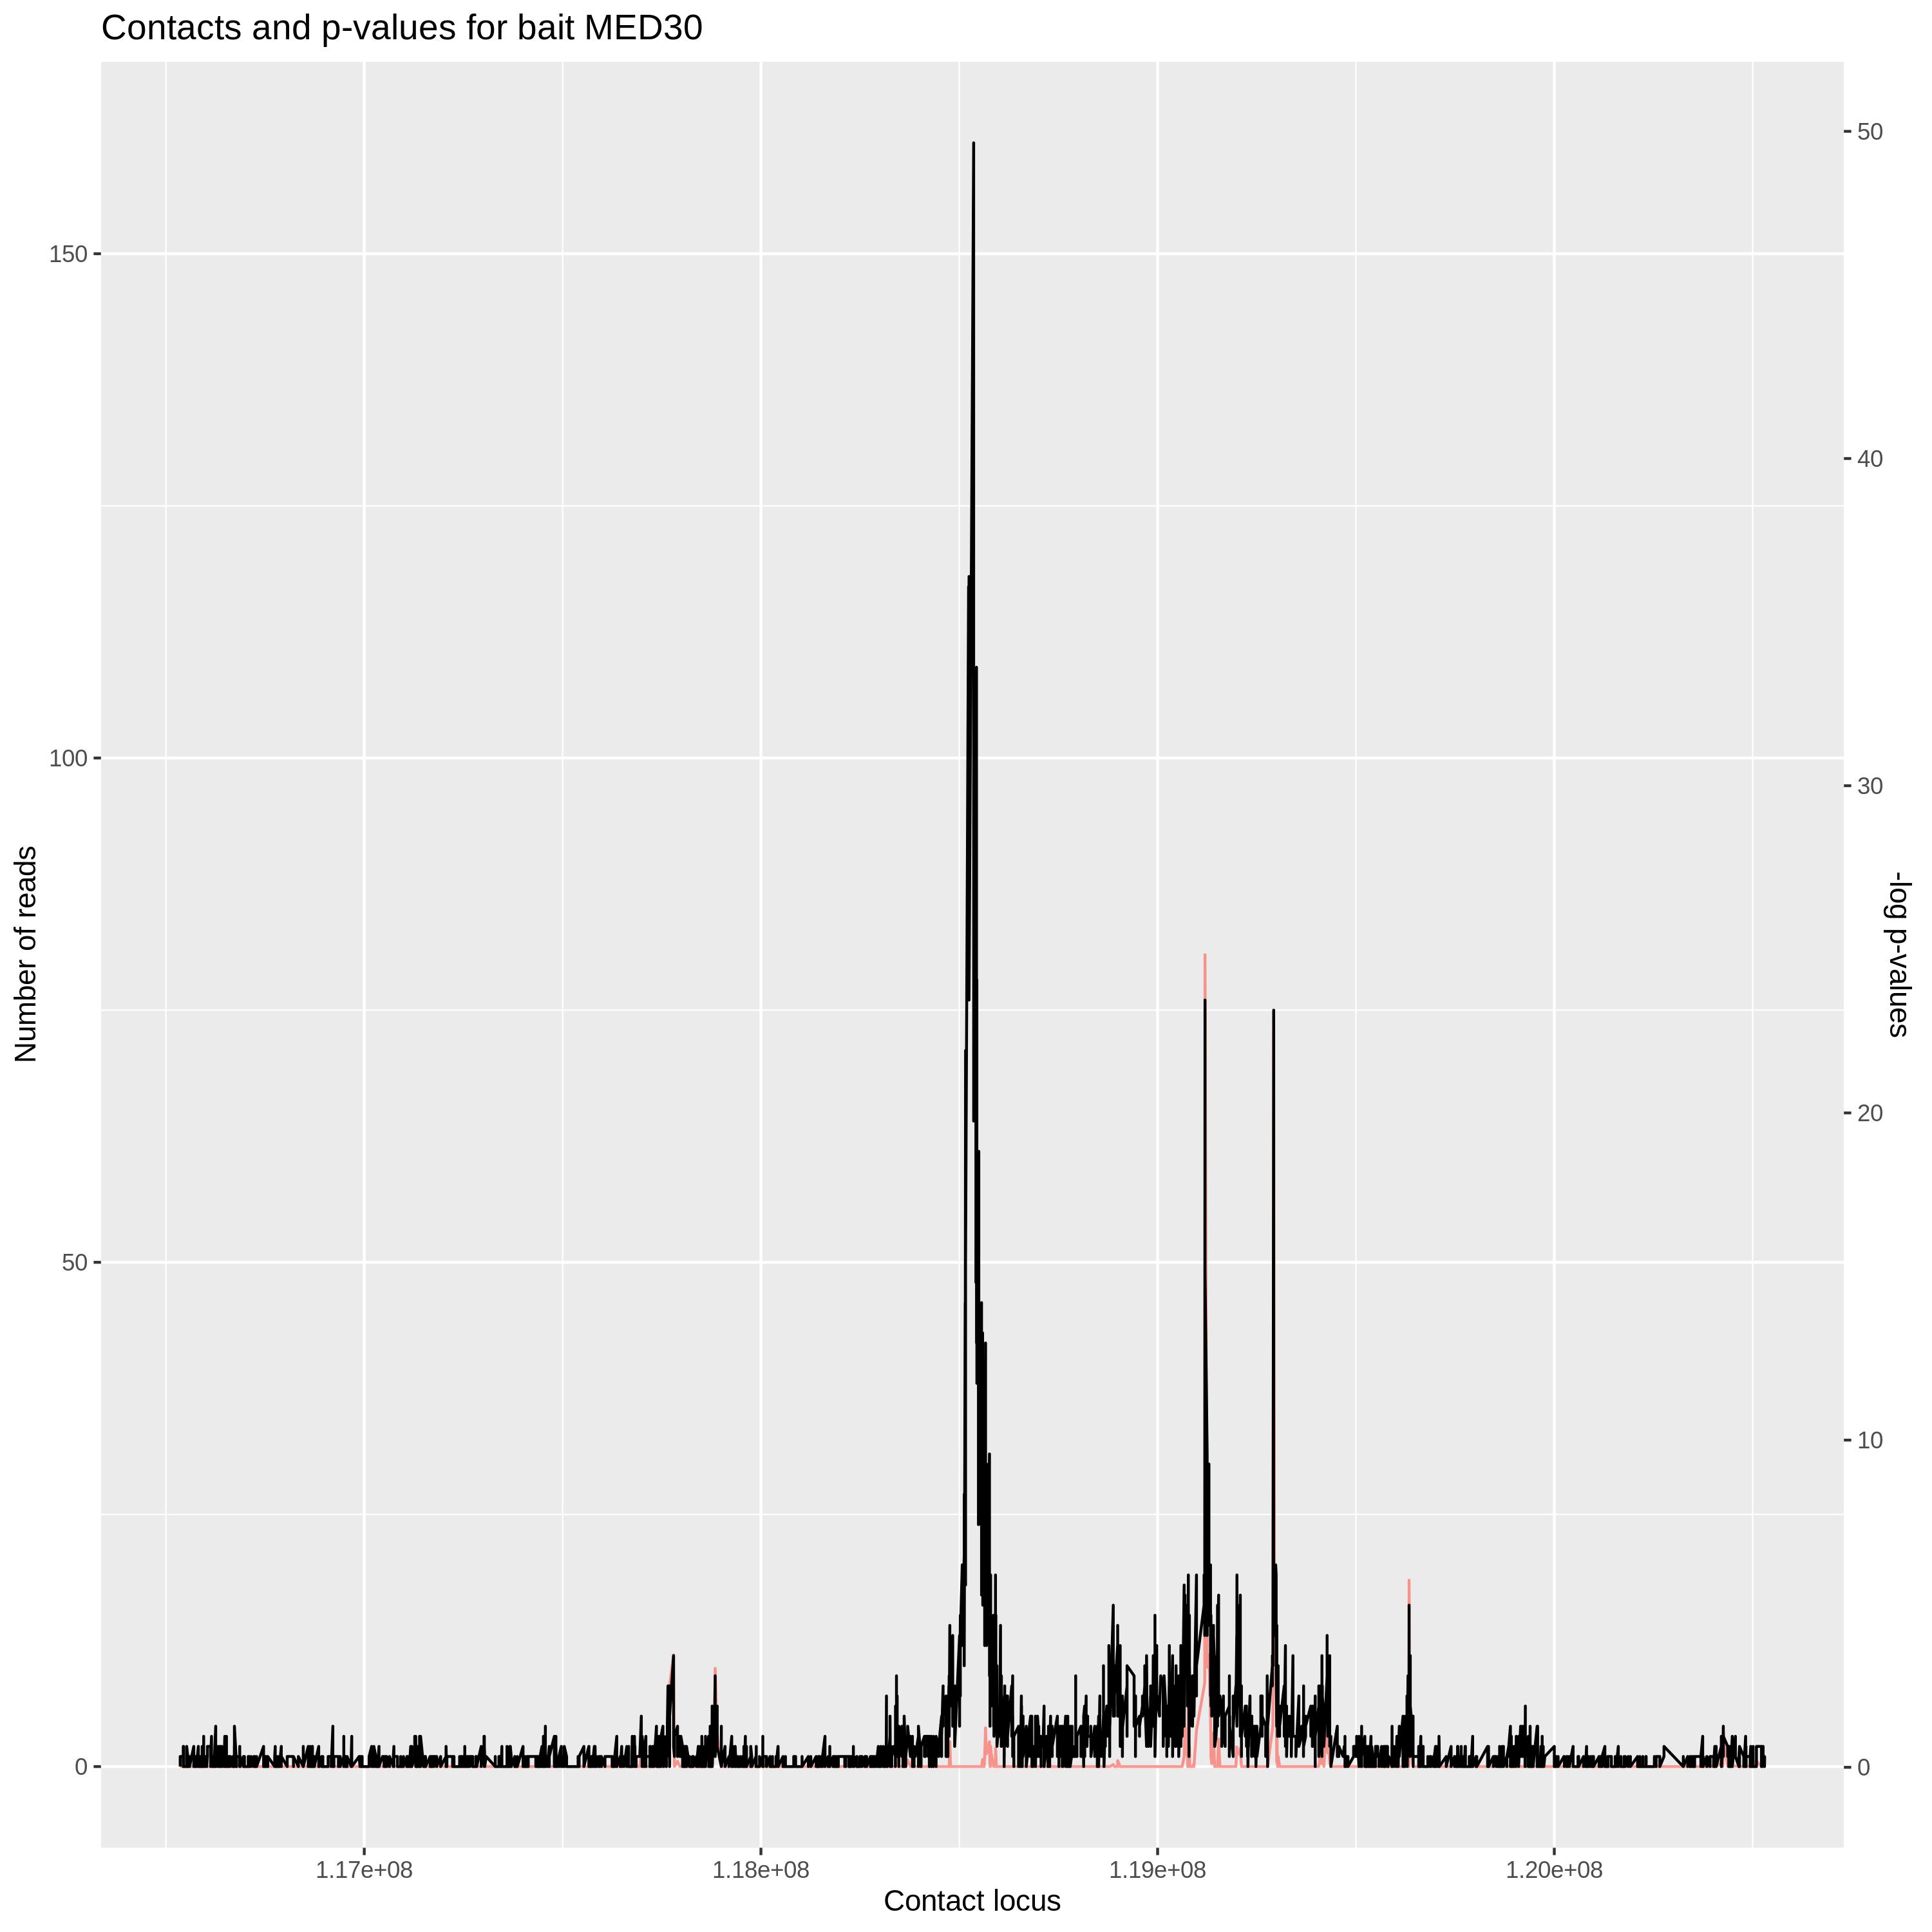 Contacts and p-values for bait MED30
Number of reads
150
100
50
0
50
40
30
20
10
0
-log p-values
1.17e+08
1.18e+08
1.19e+08
1.20e+08
Contact locus